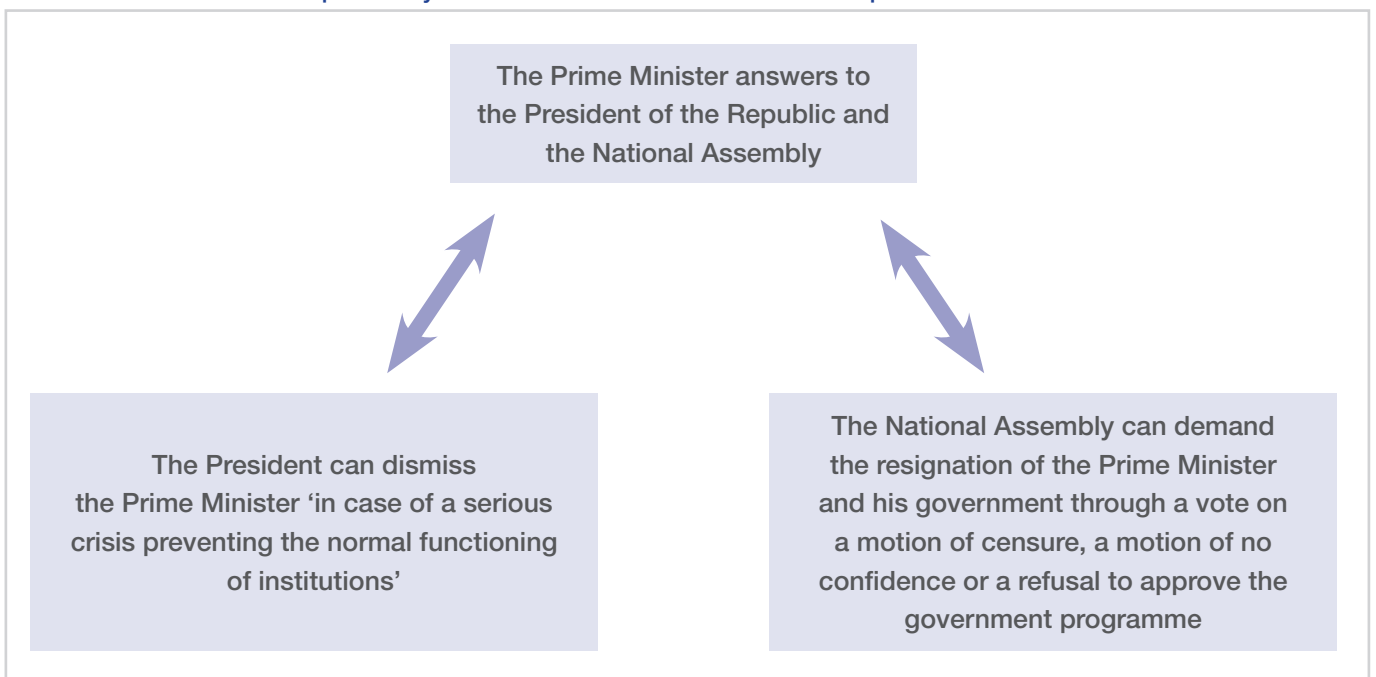 The Prime Minister answers to
the President of the Republic and
the National Assembly
The President can dismiss
the Prime Minister ‘in case of a serious
crisis preventing the normal functioning
of institutions’
The National Assembly can demand
the resignation of the Prime Minister
and his government through a vote on
a motion of censure, a motion of no
confidence or a refusal to approve the
government programme